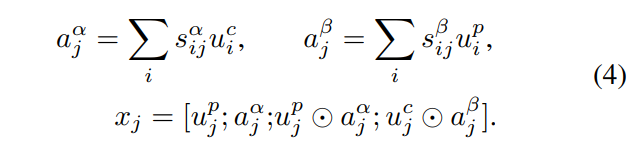 a_j^α = ∑_i s_{ij}^α u_i^c, a_j^β = ∑_i s_{ij}^β u_i^p,
(4)
x_j = [u_j^p; a_j^α; u_j^p ⊙ a_j^α; u_j^c ⊙ a_j^β].